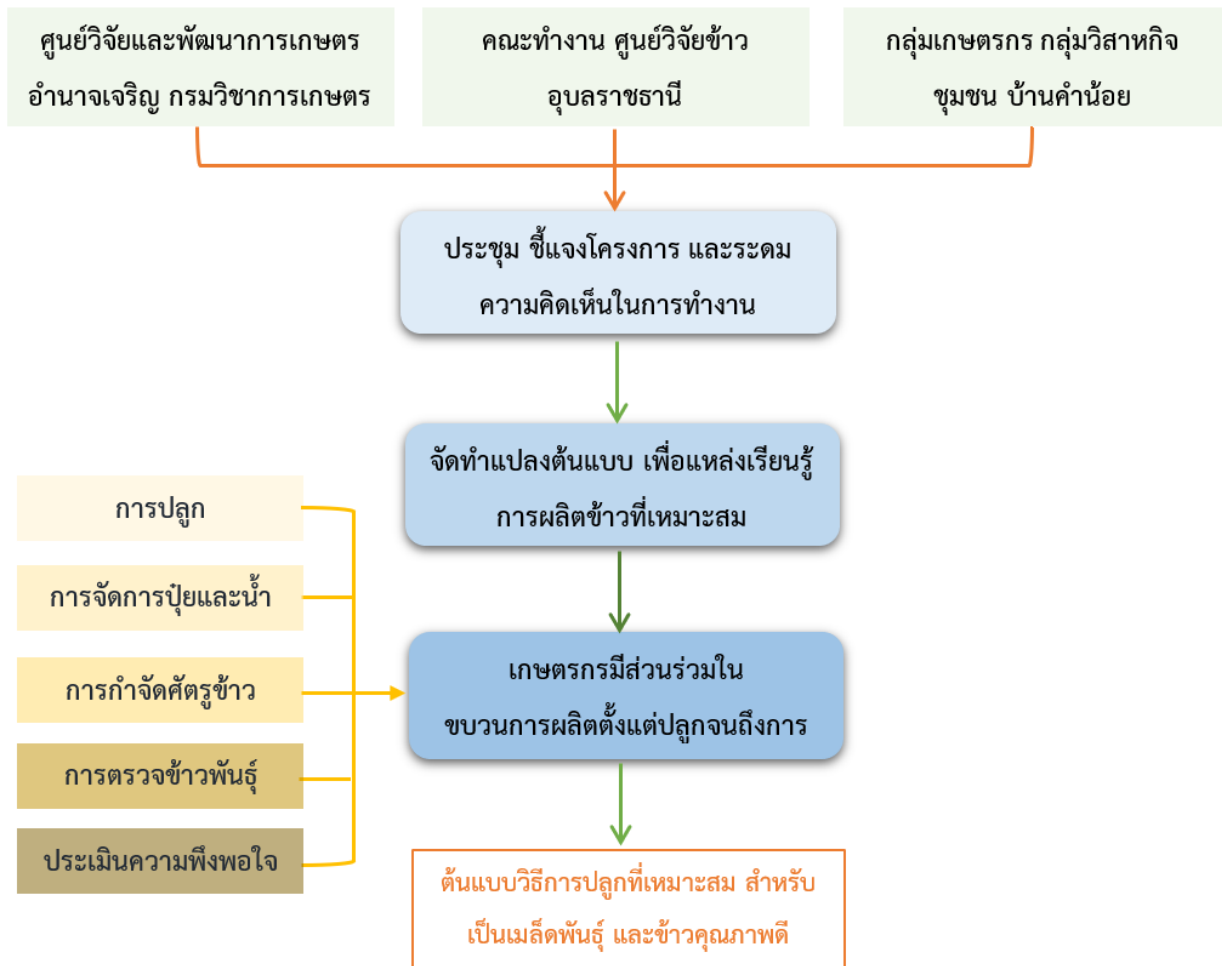 ศูนย์วิจัยและพัฒนาการเกษตร
อำนาจเจริญ กรมวิชาการเกษตร
คณะทำงาน ศูนย์วิจัยข้าว
อุบลราชธานี
กลุ่มเกษตรกร กลุ่มวิสาหกิจ
ชุมชน บ้านคำน้อย
ประชุม ชี้แจงโครงการ และระดม
ความคิดเห็นในการทำงาน
จัดทำแปลงต้นแบบ เพื่อแหล่งเรียนรู้
การผลิตข้าวที่เหมาะสม
การปลูก
การจัดการปุ๋ยและน้ำ
การกำจัดศัตรูข้าว
การตรวจข้าวพันธุ์
ประเมินความพึงพอใจ
เกษตรกรมีส่วนร่วมใน
ขบวนการผลิตตั้งแต่ปลูกจนถึงการ
ต้นแบบวิธีการปลูกที่เหมาะสม สำหรับ
เป็นเมล็ดพันธุ์ และข้าวคุณภาพดี